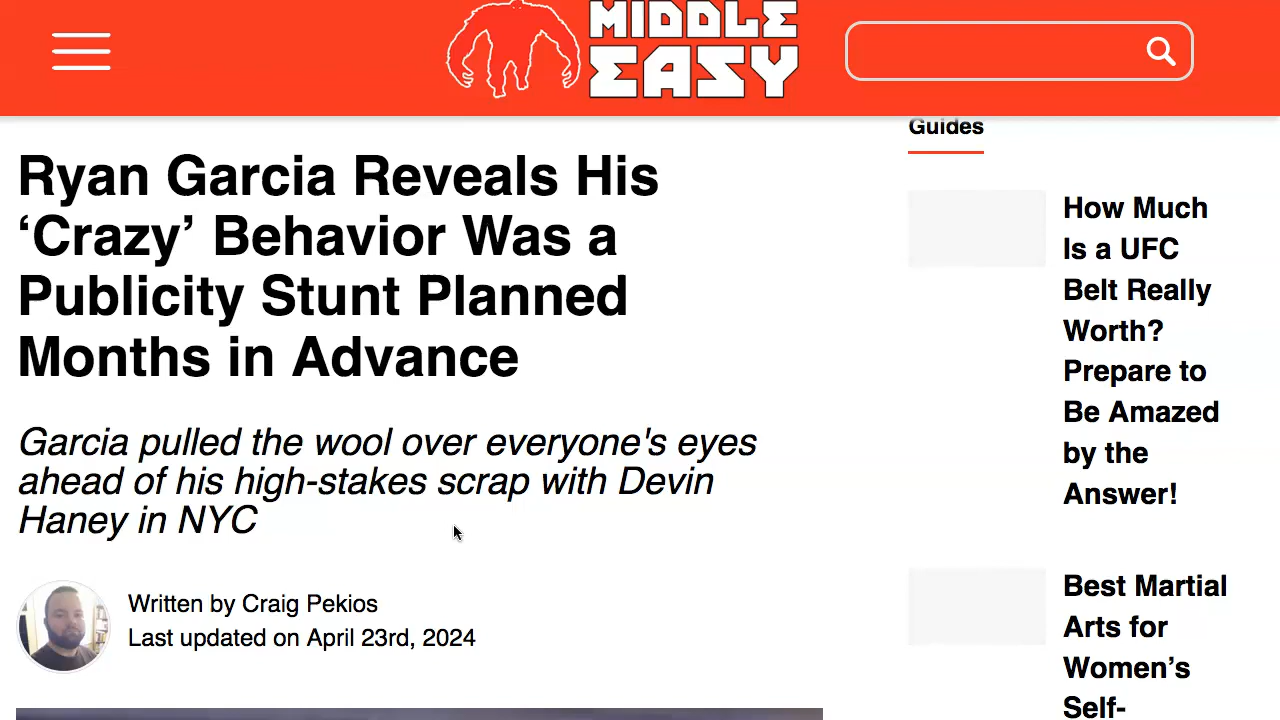 MIDDLE
EASY
Ryan Garcia Reveals His
‘Crazy’ Behavior Was a
Publicity Stunt Planned
Months in Advance
Garcia pulled the wool over everyone's eyes
ahead of his high-stakes scrap with Devin
Haney in NYC
Written by Craig Pekios
Last updated on April 23rd, 2024
Guides
How Much
Is a UFC
Belt Really
Worth?
Prepare to
Be Amazed
by the
Answer!
Best Martial
Arts for
Women’s
Self-